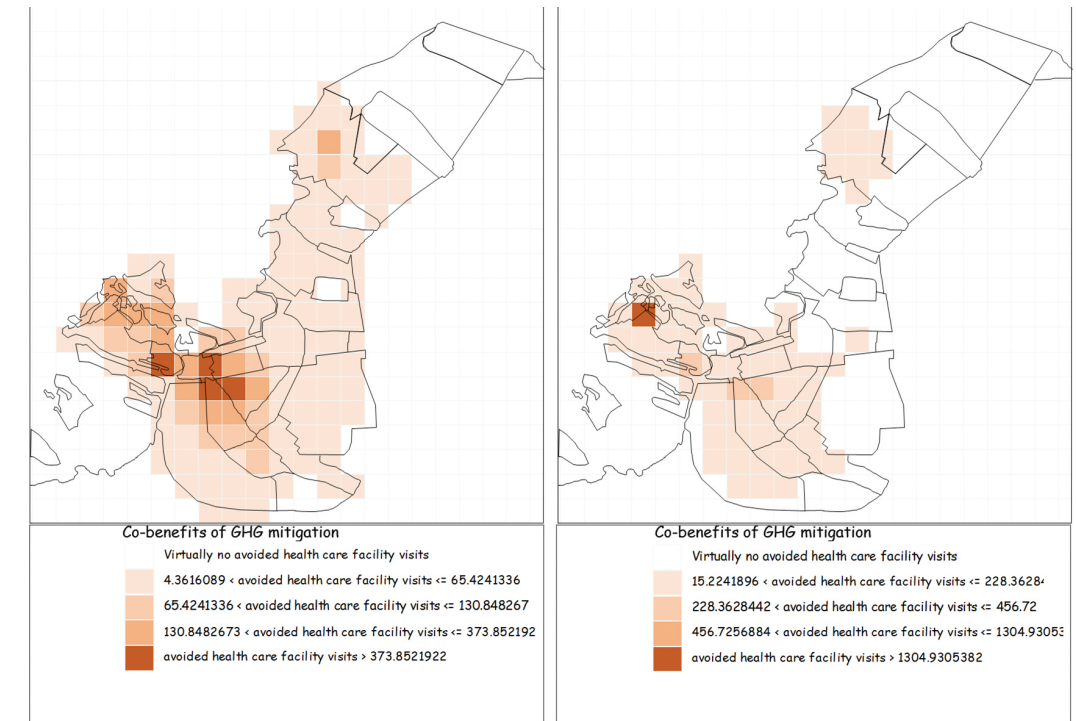 Co-benefits of GHG mitigation
Virtually no avoided health care facility visits
4.3616089 < avoided health care facility visits <= 65.4241336
65.4241336 < avoided health care facility visits <= 130.848267
130.8482673 < avoided health care facility visits <= 373.852192
avoided health care facility visits > 373.8521922
Co-benefits of GHG mitigation
Virtually no avoided health care facility visits
15.2241896 < avoided health care facility visits <= 228.3628
228.3628442 < avoided health care facility visits <= 456.72
456.7256884 < avoided health care facility visits <= 1304.9305
avoided health care facility visits > 1304.9305382